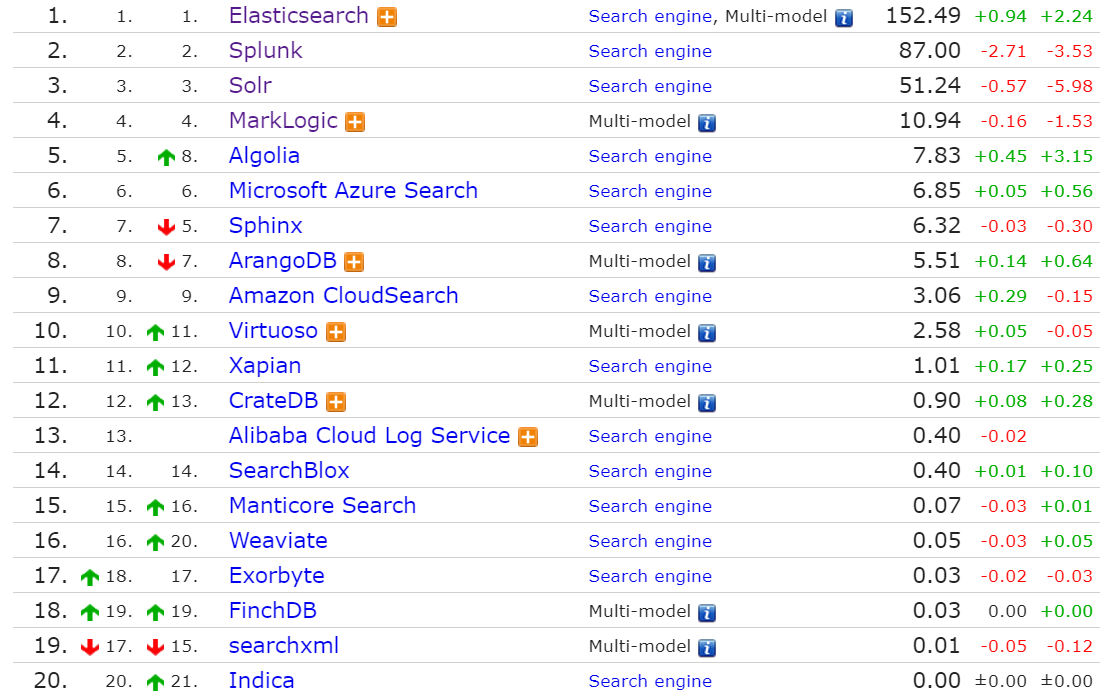 1. 1. 1. Elasticsearch Search engine, Multi-model i 152.49 +0.94 +2.24
2. 2. 2. Splunk Search engine 87.00 -2.71 -3.53
3. 3. 3. Solr Search engine 51.24 -0.57 -5.98
4. 4. 4. MarkLogic Multi-model i 10.94 -0.16 -1.53
5. 5. 8. Algolia Search engine 7.83 +0.45 +3.15
6. 6. 6. Microsoft Azure Search Search engine 6.85 +0.05 +0.56
7. 7. 5. Sphinx Search engine 6.32 -0.03 -0.30
8. 8. 7. ArangoDB Multi-model i 5.51 +0.14 +0.64
9. 9. 9. Amazon CloudSearch Search engine 3.06 +0.29 -0.15
10. 10. 11. Virtuoso Multi-model i 2.58 +0.05 -0.05
11. 11. 12. Xapian Search engine 1.01 +0.17 +0.25
12. 12. 13. CrateDB Multi-model i 0.90 +0.08 +0.28
13. 13. Alibaba Cloud Log Service Search engine 0.40 -0.02
14. 14. 14. SearchBlox Search engine 0.40 +0.01 +0.10
15. 15. 16. Manticore Search Search engine 0.07 -0.03 +0.01
16. 16. 20. Weaviate Search engine 0.05 -0.03 +0.05
17. 18. 17. Exorbyte Search engine 0.03 -0.02 -0.03
18. 19. 19. FinchDB Multi-model i 0.03 0.00 +0.00
19. 17. 15. searchxml Multi-model i 0.01 -0.05 -0.12
20. 20. 21. Indica Search engine 0.00 ±0.00 ±0.00